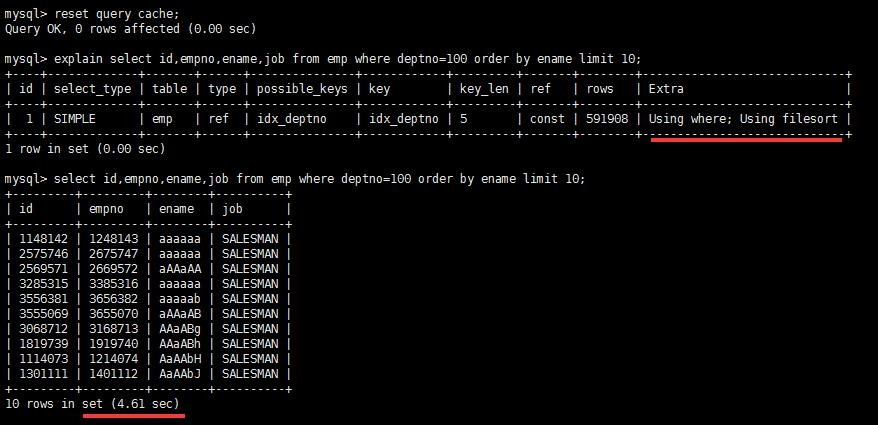 mysql> reset query cache;
Query OK, 0 rows affected (0.00 sec)
mysql> explain select id,empno,ename,job from emp where deptno=100 order by ename limit 10;
+----+-------------+-------+------+---------------+------------+---------+-------+--------+-----------------------------+
| id | select_type | table | type | possible_keys | key        | key_len | ref   | rows   | Extra                       |
+----+-------------+-------+------+---------------+------------+---------+-------+--------+-----------------------------+
|  1 | SIMPLE      | emp   | ref  | idx_deptno    | idx_deptno | 5       | const | 591908 | Using where; Using filesort |
+----+-------------+-------+------+---------------+------------+---------+-------+--------+-----------------------------+
1 row in set (0.00 sec)
mysql> select id,empno,ename,job from emp where deptno=100 order by ename limit 10;
+---------+---------+--------+----------+
| id      | empno   | ename  | job      |
+---------+---------+--------+----------+
| 1148142 | 1248143 | aaaaaa | SALESMAN |
| 2575746 | 2675747 | aaaaaa | SALESMAN |
| 2569571 | 2669572 | aAAaAA | SALESMAN |
| 3285315 | 3385316 | aaaaaa | SALESMAN |
| 3556381 | 3656382 | aaaaab | SALESMAN |
| 3555069 | 3655070 | aAAaAB | SALESMAN |
| 3068712 | 3168713 | AAaABg | SALESMAN |
| 1819739 | 1919740 | AAaABh | SALESMAN |
| 1114073 | 1214074 | AaAAbH | SALESMAN |
| 1301111 | 1401112 | AaAAbJ | SALESMAN |
+---------+---------+--------+----------+
10 rows in set (4.61 sec)